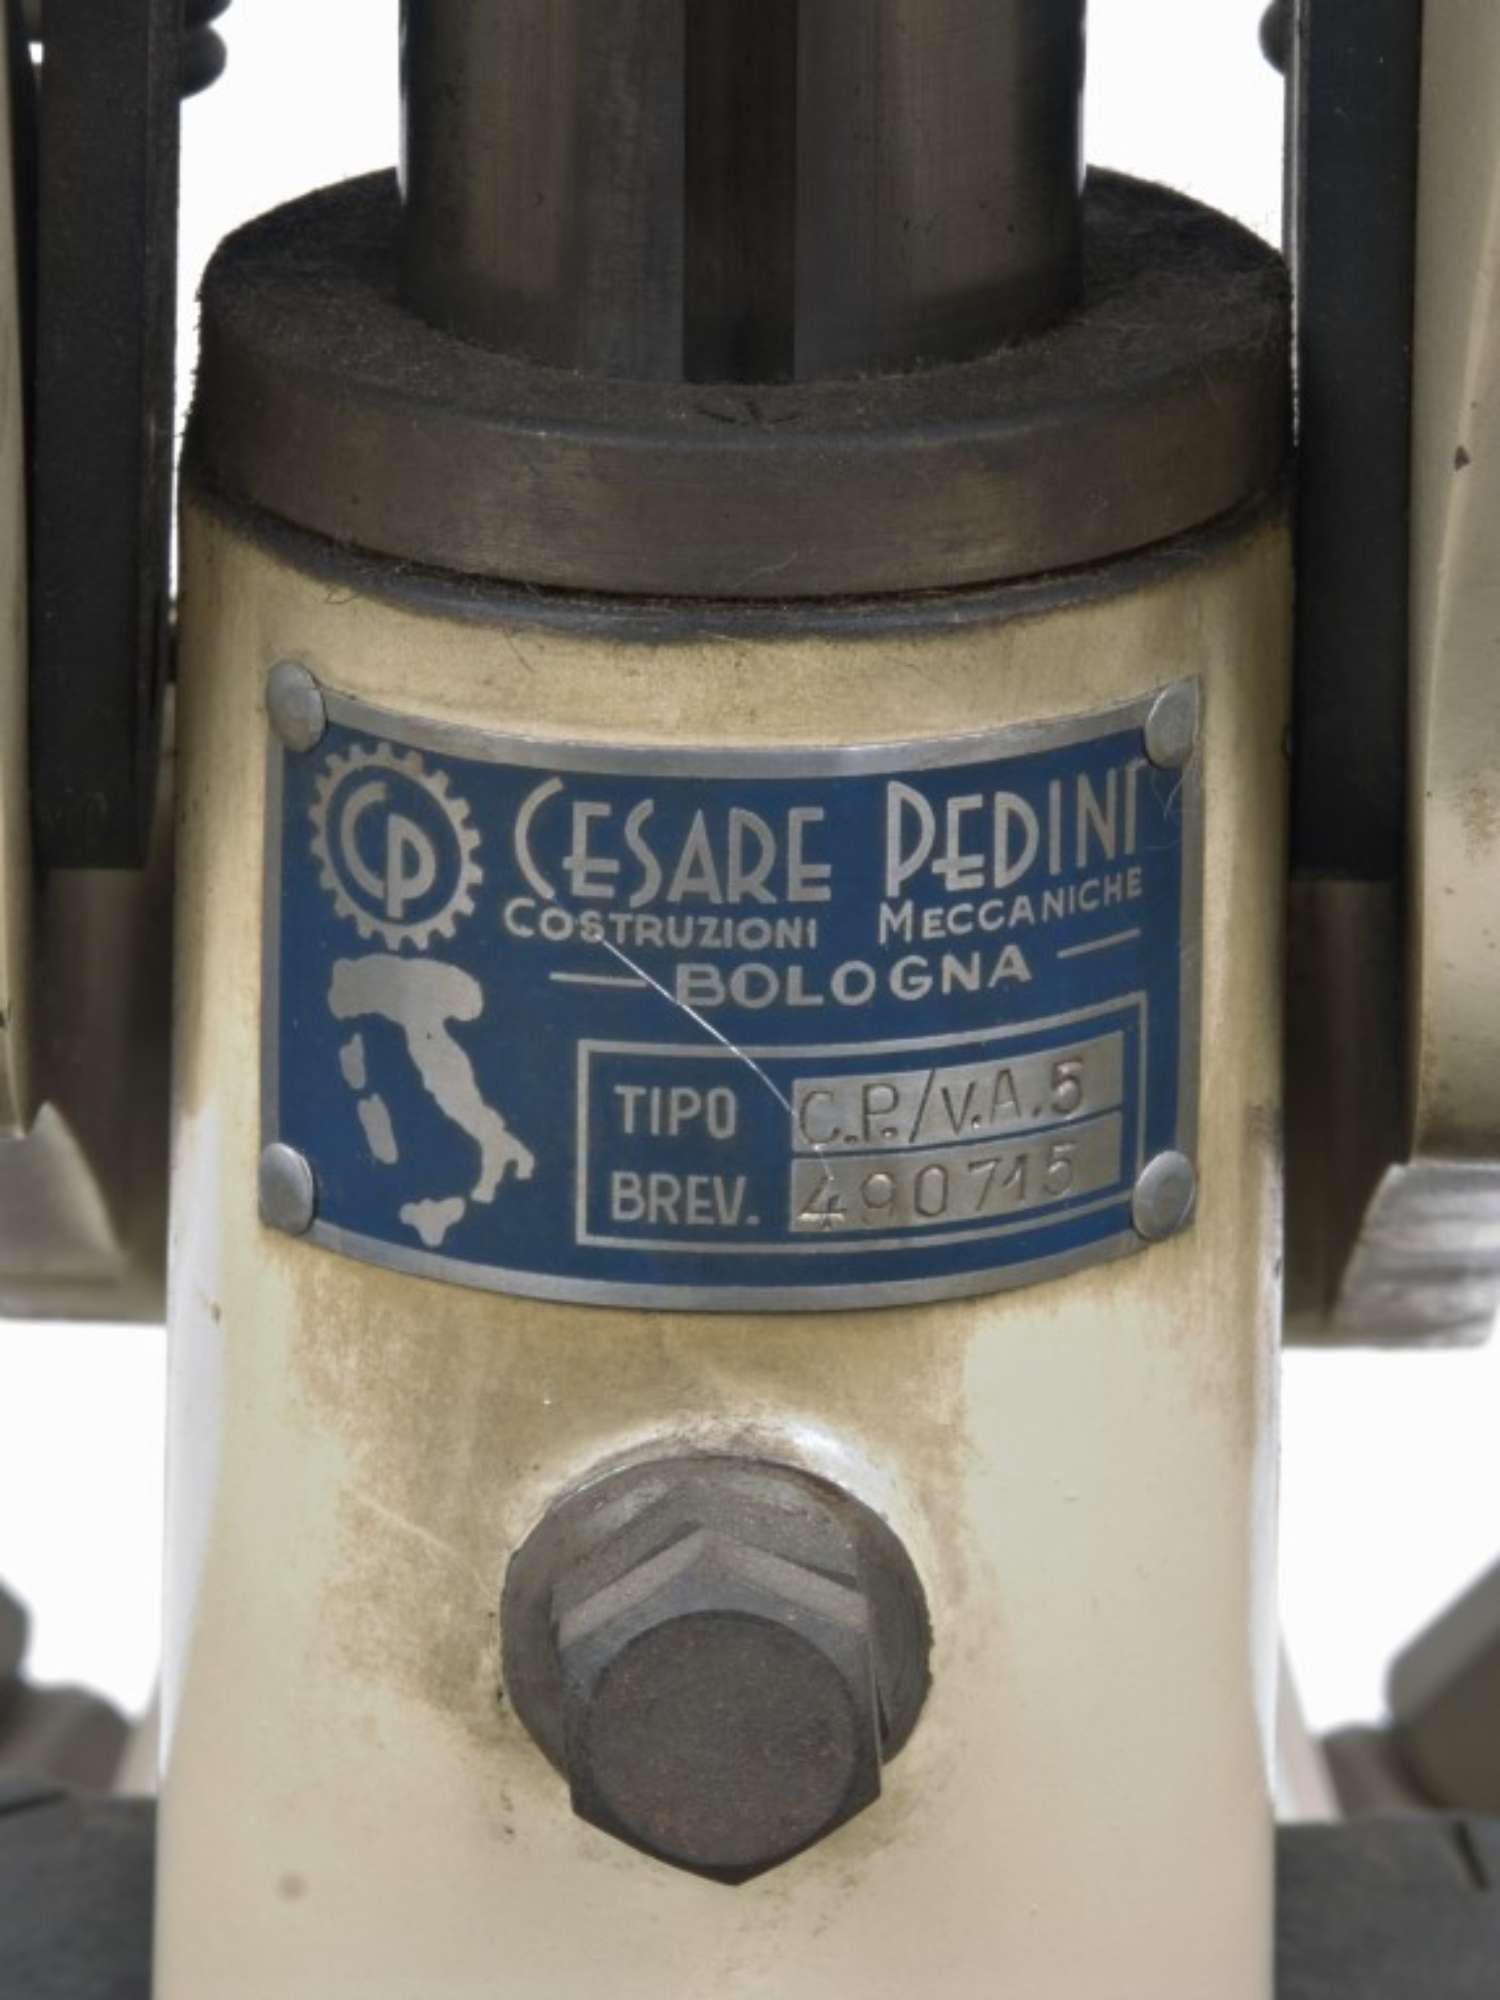 CP CESARE PEDINI
COSTRUZIONI MECCANICHE
BOLOGNA
TIPO C.P./V.A.5
BREV. 490715